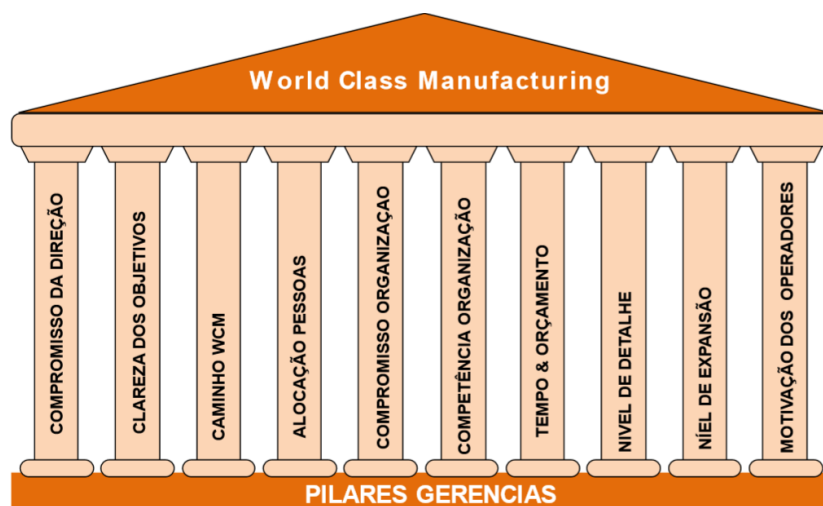 World Class Manufacturing
COMPROMISSO DA DIREÇÃO
CLAREZA DOS OBJETIVOS
CAMINHO WCM
ALOCAÇÃO PESSOAS
COMPROMISSO ORGANIZAÇAO
COMPETÊNCIA ORGANIZAÇÃO
TEMPO & ORÇAMENTO
NIVEL DE DETALHE
NÍEL DE EXPANSÃO
MOTIVAÇÃO DOS OPERADORES
PILARES GERENCIAS